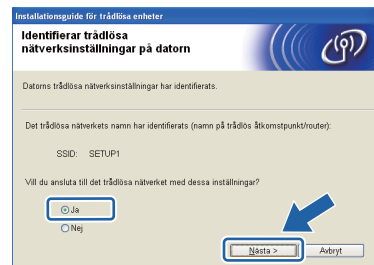 Installationsguide för trådlösa enheter
Identifierar trådlösa
nätverksinställningar på datorn
Datorns trådlösa nätverksinställningar har identifierats.
Det trådlösa nätverkets namn har identifierats (namn på trådlös åtkomstpunkt/router):
SSID: SETUP1
Vill du ansluta till det trådlösa nätverket med dessa inställningar?
Ja
Nej
Nästa >
Avbryt